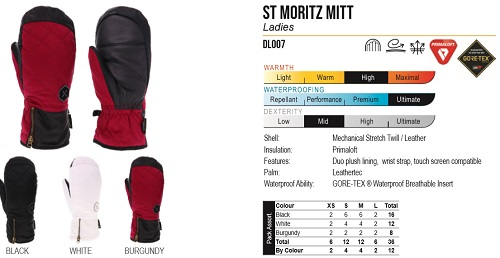 ST MORITZ MITT
Ladies
DL007
PRIMALOFT
GORE-TEX
WARMTH
Light Warm High Maximal
WATERPROOFING
Repellant Performance Premium Ultimate
DEXTERITY
Low Mid High Ultimate
Shell: Mechanical Stretch Twill / Leather
Insulation: Primaloft
Features: Duo plush lining, wrist strap, touch screen compatible
Palm: Leathertec
Waterproof Ability: GORE-TEX ® Waterproof Breathable Insert
Pack Assort
Colour XS S M L Total
Black 2 6 6 2 16
White 2 4 4 2 12
Burgundy 2 2 2 2 8
Total 6 12 12 6 36
By Colour 2 4 4 2 12
BLACK WHITE BURGUNDY